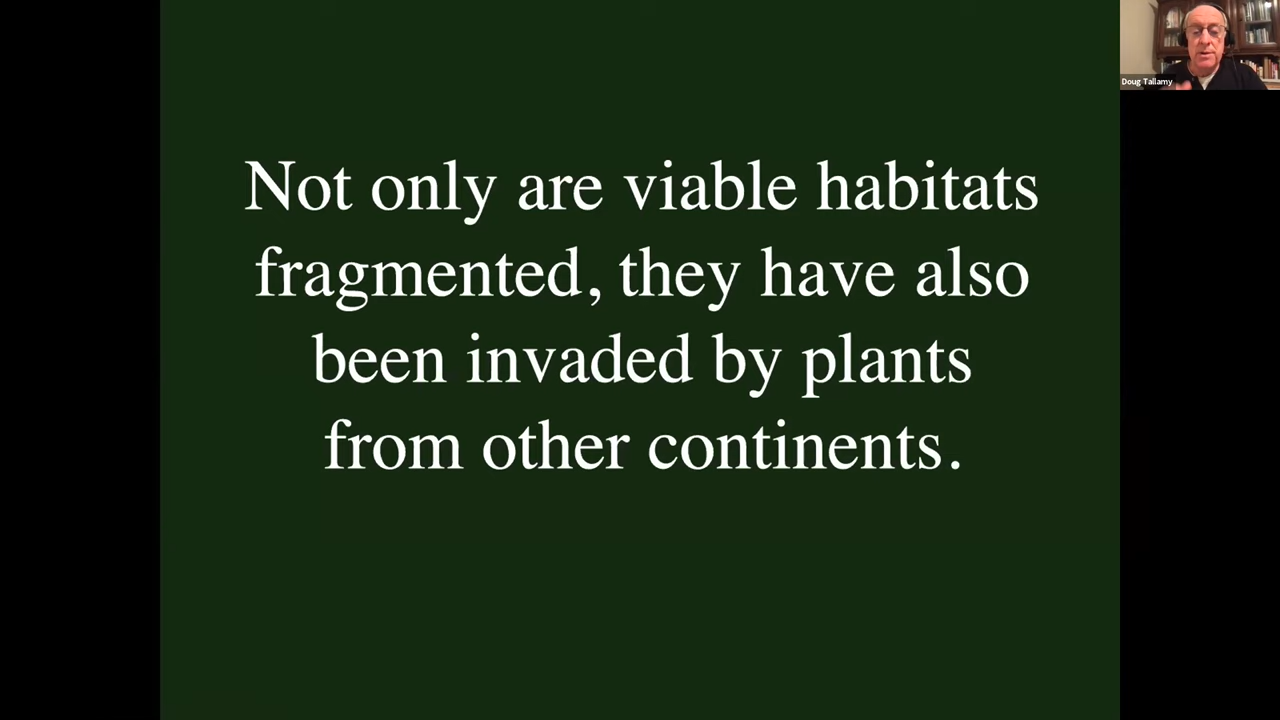 Not only are viable habitats
fragmented, they have also
been invaded by plants
from other continents.
Doug Tallamy